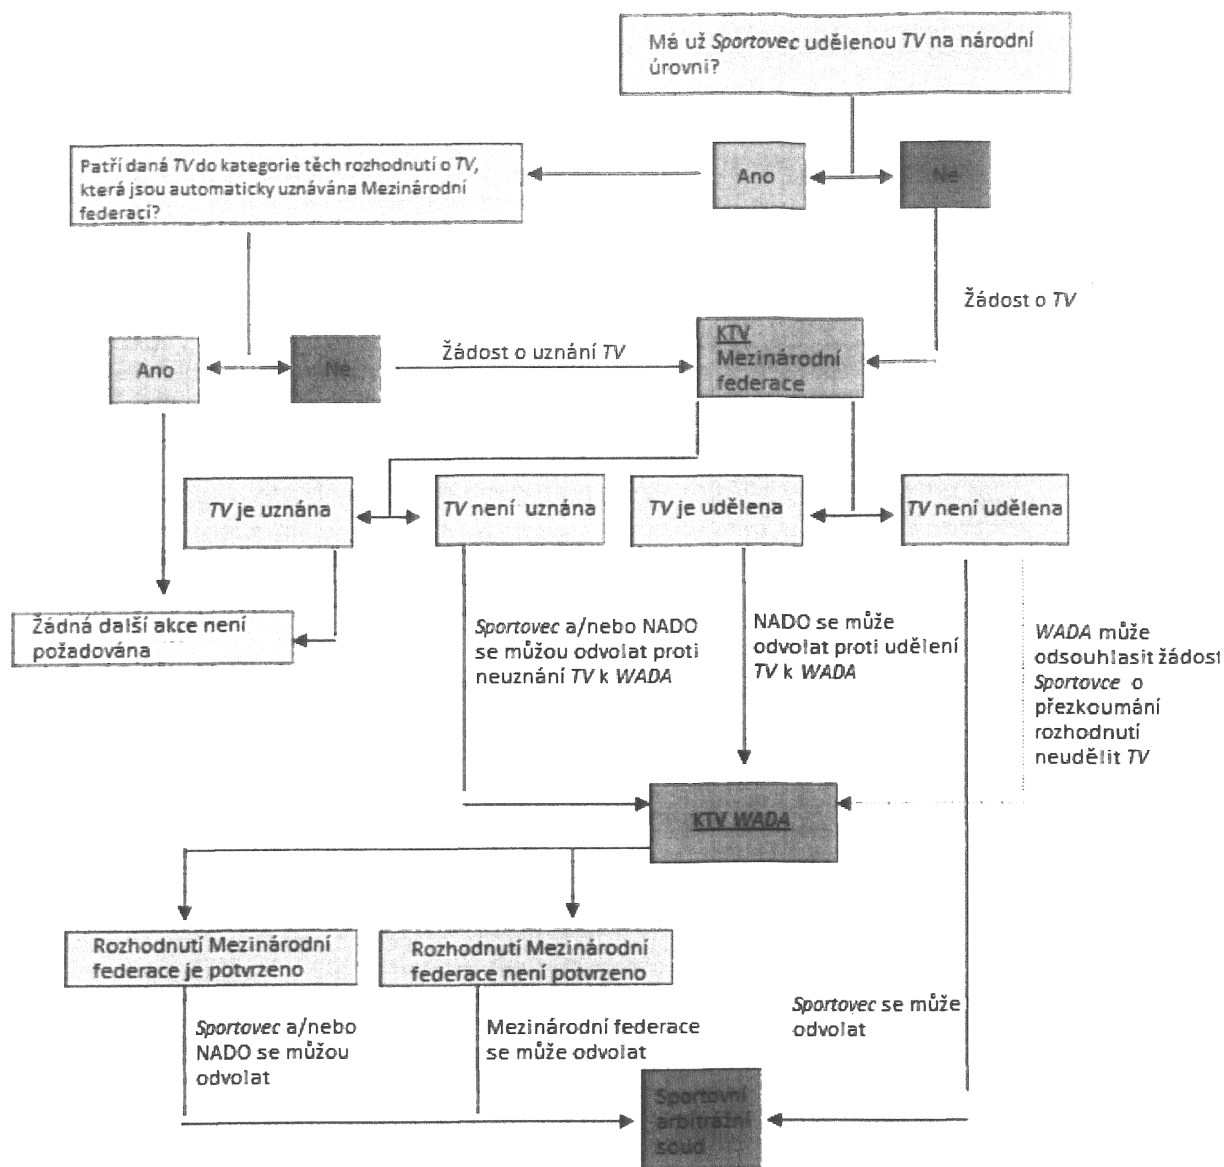 Má už Sportovec udělenou TV na národní
úrovni?
Patří daná TV do kategorie těch rozhodnutí o TV,
která jsou automaticky uznávána Mezinárodní
federací?
Ano
Ne
Žádost o TV
Ano
Ne
Žádost o uznání TV
KTV
Mezinárodní
federace
TV je uznána
TV není uznána
TV je udělena
TV není udělena
Žádná další akce není
požadována
Sportovec a/nebo NADO
se můžou odvolat proti
neuznání TV k WADA
NADO se může
odvolat proti udělení
TV k WADA
WADA může
odsouhlasit žádost
Sportovce o
přezkoumání
rozhodnutí
neudělit TV
KTV WADA
Rozhodnutí Mezinárodní
federace je potvrzeno
Rozhodnutí Mezinárodní
federace není potvrzeno
Sportovec a/nebo
NADO se můžou
odvolat
Mezinárodní federace
se může odvolat
Sportovec se může
odvolat
Sportovní
arbitrážní
soud